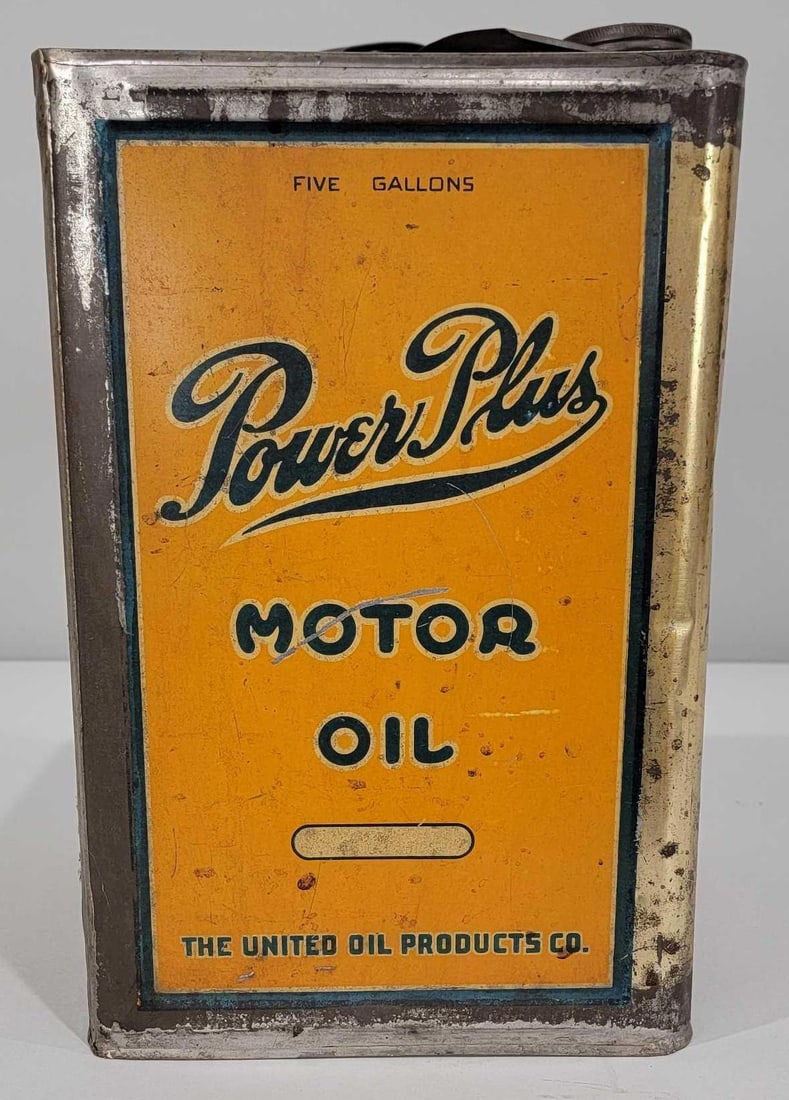 FIVE GALLONS
Power Plus
MOTOR
OIL
THE UNITED OIL PRODUCTS CO.